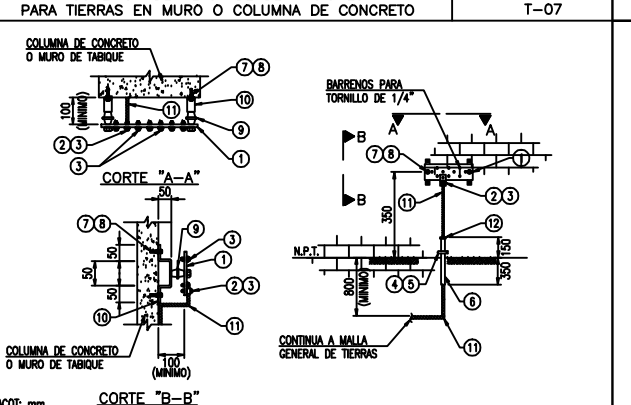 PARA TIERRAS EN MURO O COLUMNA DE CONCRETO
T-07
COLUMNA DE CONCRETO
O MURO DE TABIQUE
7 8
10
11
9
100
(MINIMO)
2 3
1
3
CORTE "A-A"
BARRENOS PARA
TORNILLO DE 1/4"
B
A
A
7 8
1
B
2 3
11
350
12
N.P.T.
150
350
800
(MINIMO)
4 5
6
CONTINUA A MALLA
GENERAL DE TIERRAS
11
50
9
7 8
3
1
50
50
50
2 3
10
11
COLUMNA DE CONCRETO
O MURO DE TABIQUE
100
(MINIMO)
CORTE "B-B"
ACOT: mm